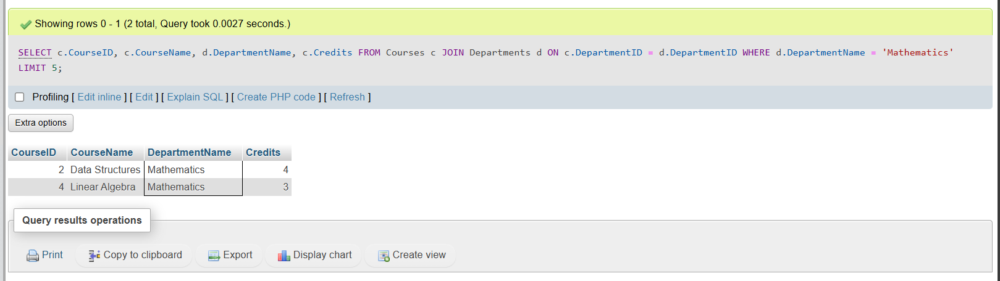 Showing rows 0 - 1 (2 total, Query took 0.0027 seconds.)
SELECT c.CourseID, c.CourseName, d.DepartmentName, c.Credits FROM Courses c JOIN Departments d ON c.DepartmentID = d.DepartmentID WHERE d.DepartmentName = 'Mathematics'
LIMIT 5;
Profiling [ Edit inline ] [ Edit ] [ Explain SQL ] [ Create PHP code ] [ Refresh ]
Extra options
CourseID CourseName DepartmentName Credits
2 Data Structures Mathematics 4
4 Linear Algebra Mathematics 3
Query results operations
Print Copy to clipboard Export Display chart Create view